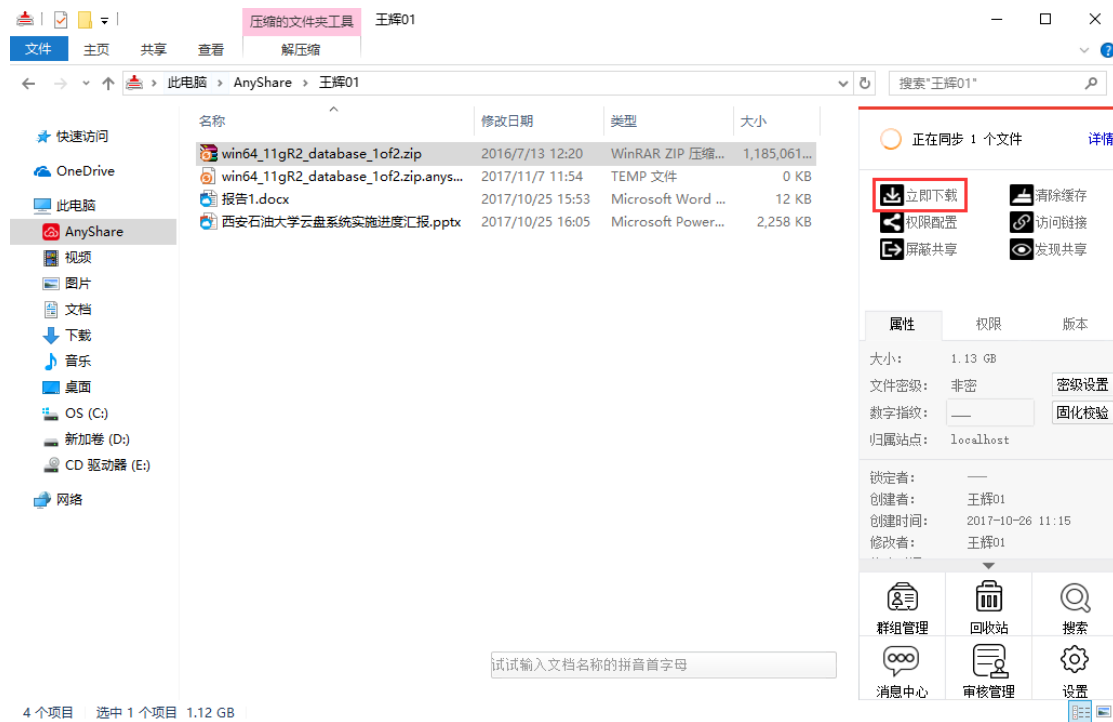 压缩的文件夹工具 王辉01
文件 主页 共享 查看 解压缩
此电脑 › AnyShare › 王辉01
搜索"王辉01"
快速访问
OneDrive
此电脑
AnyShare
视频
图片
文档
下载
音乐
桌面
OS (C:)
新加卷 (D:)
CD 驱动器 (E:)
网络
名称 修改日期 类型 大小
win64_11gR2_database_1of2.zip 2016/7/13 12:20 WinRAR ZIP 压缩... 1,185,061...
win64_11gR2_database_1of2.zip.anys... 2017/11/7 11:54 TEMP 文件 0 KB
报告1.docx 2017/10/25 15:53 Microsoft Word ... 12 KB
西安石油大学云盘系统实施进度汇报.pptx 2017/10/25 16:05 Microsoft Power... 2,258 KB
试试输入文档名称的拼音首字母
正在同步 1 个文件 详情
立即下载 清除缓存
权限配置 访问链接
屏蔽共享 发现共享
属性 权限 版本
大小: 1.13 GB
文件密级: 非密 密级设置
数字指纹: —— 固化校验
归属站点: localhost
锁定者: ——
创建者: 王辉01
创建时间: 2017-10-26 11:15
修改者: 王辉01
群组管理 回收站 搜索
消息中心 审核管理 设置
4 个项目 选中 1 个项目 1.12 GB